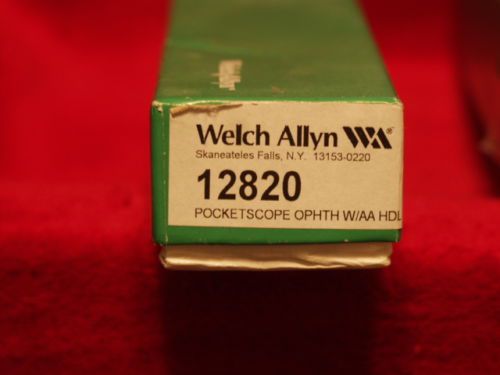 Welch Allyn WA®
Skaneateles Falls, N.Y. 13153-0220
12820
POCKETSCOPE OPHTH W/AA HDL